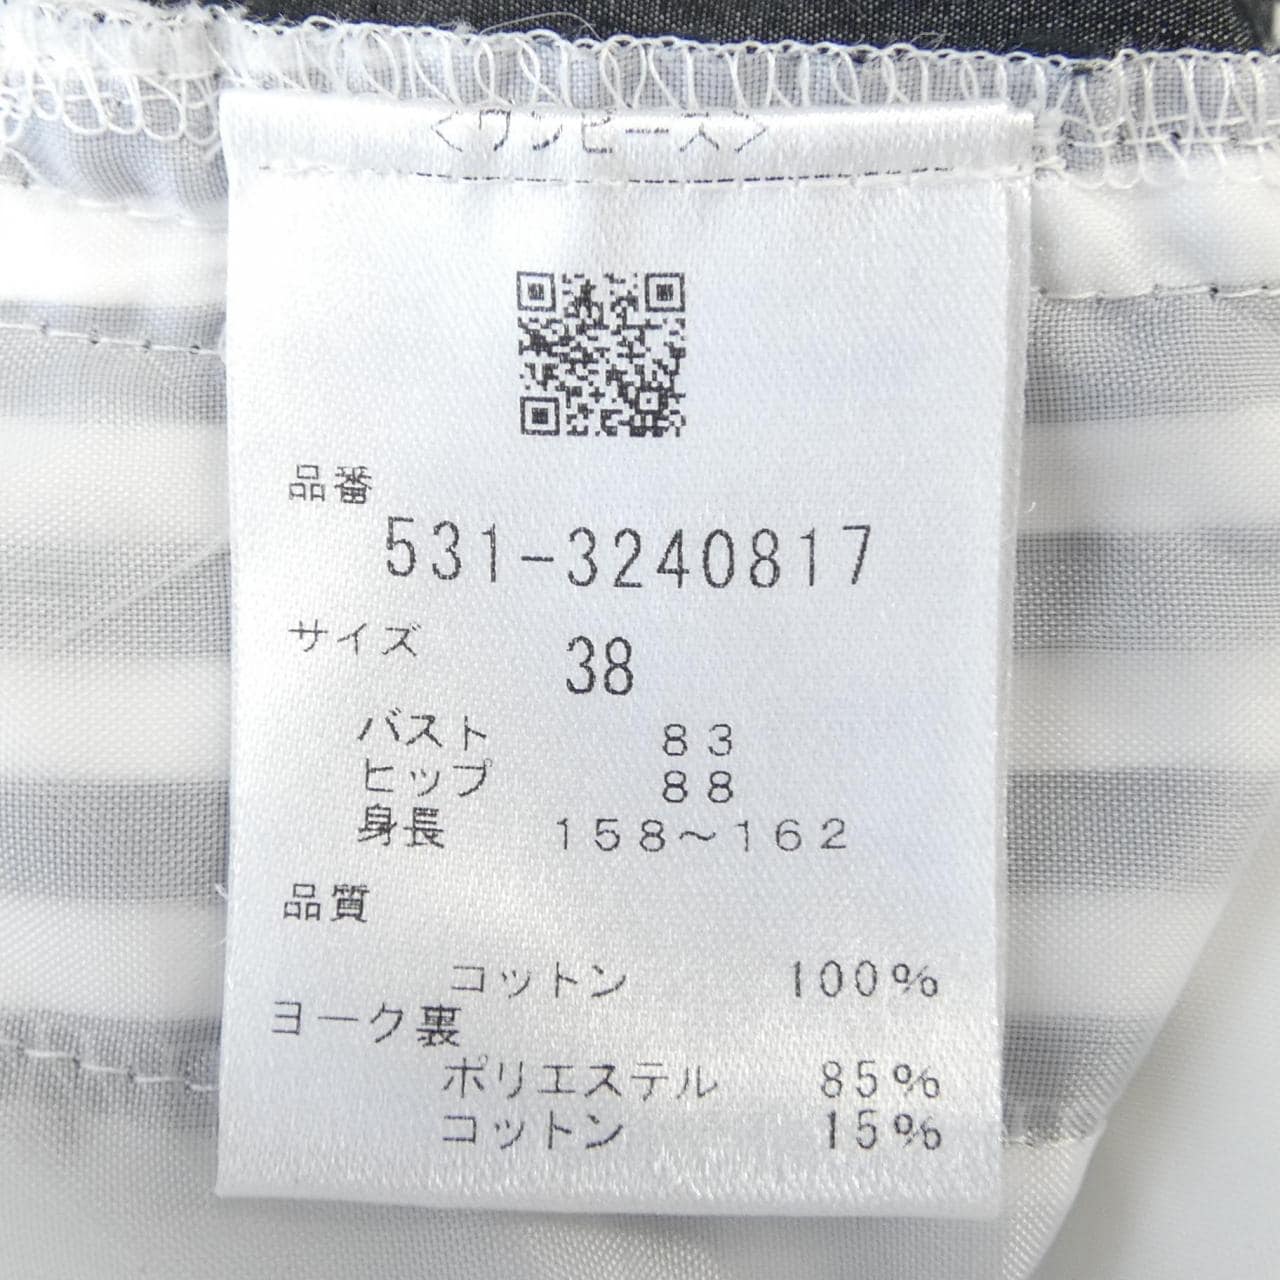 <ワンピース>
品番
531-3240817
サイズ 38
バスト 83
ヒップ 88
身長 158～162
品質
コットン 100%
ヨーク裏
ポリエステル 85%
コットン 15%